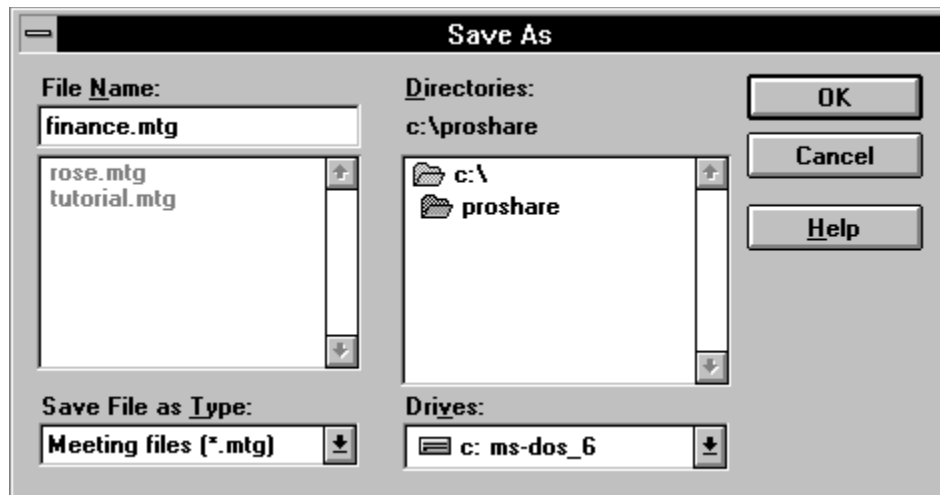 Save As
File Name:
finance.mtg
rose.mtg
tutorial.mtg
Save File as Type:
Meeting files (*.mtg)
Directories:
c:\proshare
c:\
proshare
Drives:
c: ms-dos_6
OK
Cancel
Help